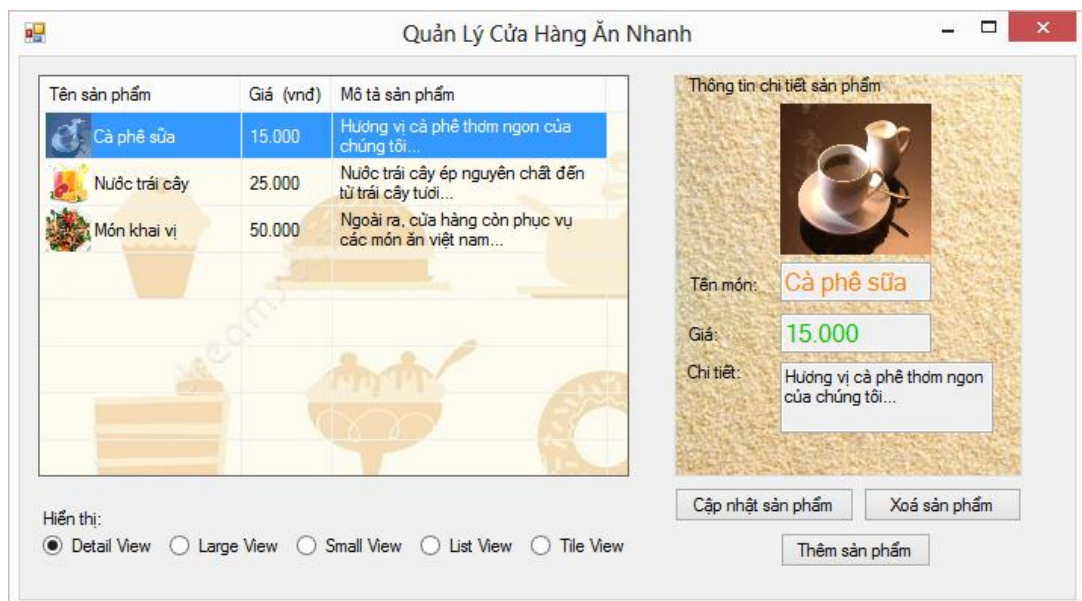 Quản Lý Cửa Hàng Ăn Nhanh
Tên sản phẩm Giá (vnđ) Mô tả sản phẩm
Cà phê sữa 15.000 Hương vị cà phê thơm ngon của
chúng tôi...
Nước trái cây 25.000 Nước trái cây ép nguyên chất đến
từ trái cây tươi...
Món khai vị 50.000 Ngoài ra, cửa hàng còn phục vụ
các món ăn việt nam...
Hiển thị:
Detail View Large View Small View List View Tile View
Thông tin chi tiết sản phẩm
Tên món: Cà phê sữa
Giá: 15.000
Chi tiết: Hương vị cà phê thơm ngon
của chúng tôi...
Cập nhật sản phẩm Xoá sản phẩm
Thêm sản phẩm